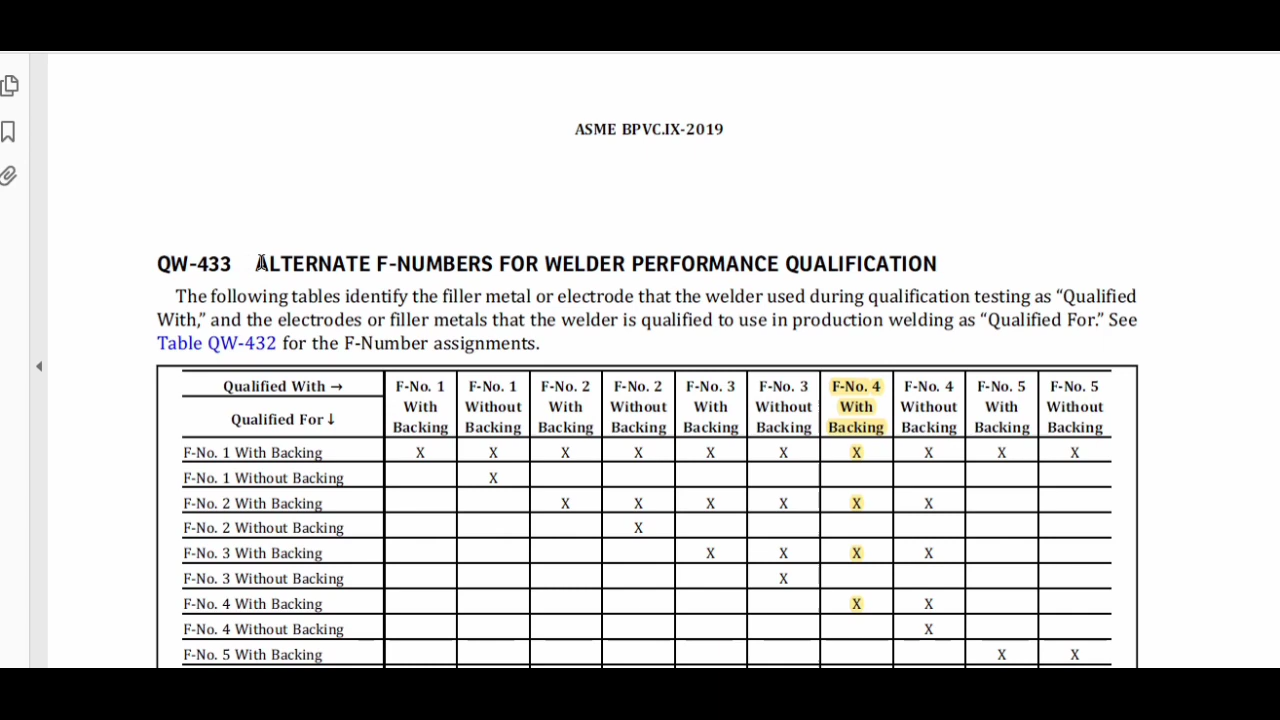 ASME BPVC.IX-2019
QW-433 ALTERNATE F-NUMBERS FOR WELDER PERFORMANCE QUALIFICATION
The following tables identify the filler metal or electrode that the welder used during qualification testing as “Qualified
With,” and the electrodes or filler metals that the welder is qualified to use in production welding as “Qualified For.” See
Table QW-432 for the F-Number assignments.
Qualified With → F-No. 1 F-No. 1 F-No. 2 F-No. 2 F-No. 3 F-No. 3 F-No. 4 F-No. 4 F-No. 5 F-No. 5
With Without With Without With Without With Without With Without
Qualified For ↓ Backing Backing Backing Backing Backing Backing Backing Backing Backing Backing
F-No. 1 With Backing X X X X X X X X X X
F-No. 1 Without Backing X
F-No. 2 With Backing X X X X X X
F-No. 2 Without Backing X
F-No. 3 With Backing X X X X
F-No. 3 Without Backing X
F-No. 4 With Backing X X
F-No. 4 Without Backing X
F-No. 5 With Backing X X